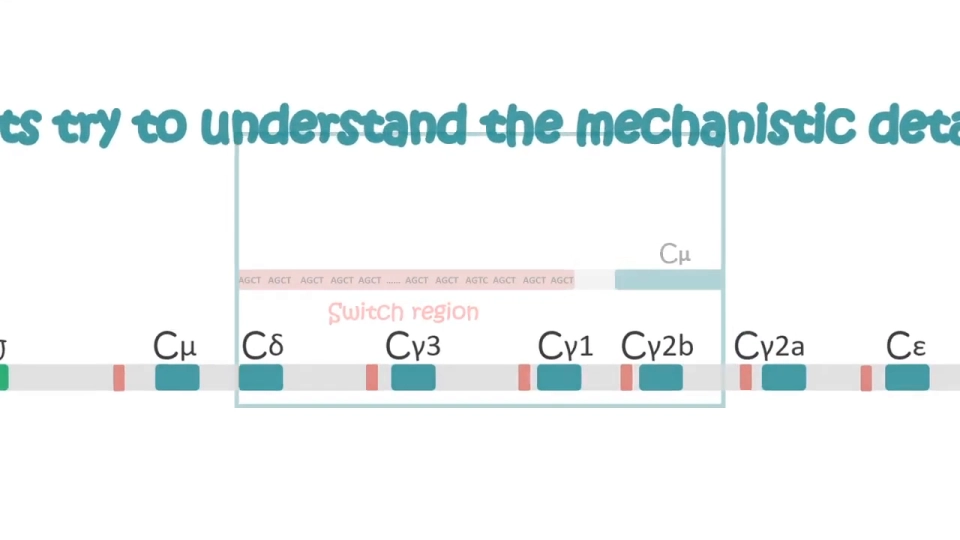 ts try to understand the mechanistic deta
Cμ
AGCT AGCT AGCT AGCT AGCT ...... AGCT AGCT AGTC AGCT AGCT AGCT
Switch region
Cμ Cδ Cγ3 Cγ1 Cγ2b Cγ2a Cε